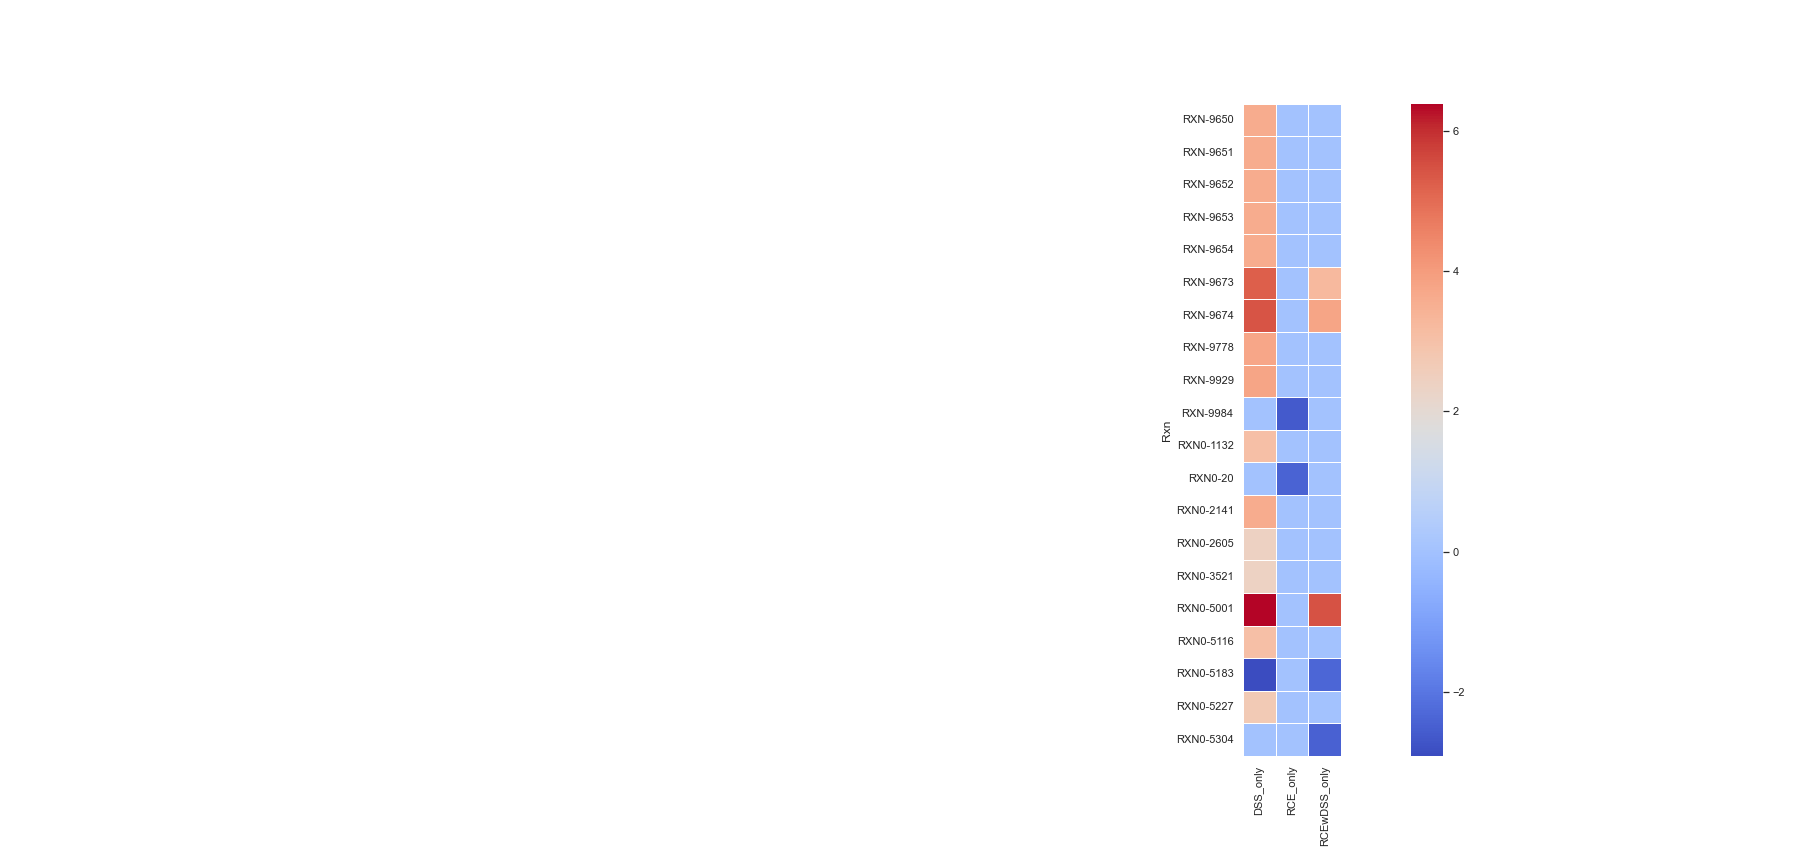 RXN-9650
RXN-9651
RXN-9652
RXN-9653
RXN-9654
RXN-9673
RXN-9674
RXN-9778
RXN-9929
RXN-9984
RXN0-1132
RXN0-20
RXN0-2141
RXN0-2605
RXN0-3521
RXN0-5001
RXN0-5116
RXN0-5183
RXN0-5227
RXN0-5304
Rxn
DSS_only
RCE_only
RCEwDSS_only
6
4
2
0
−2